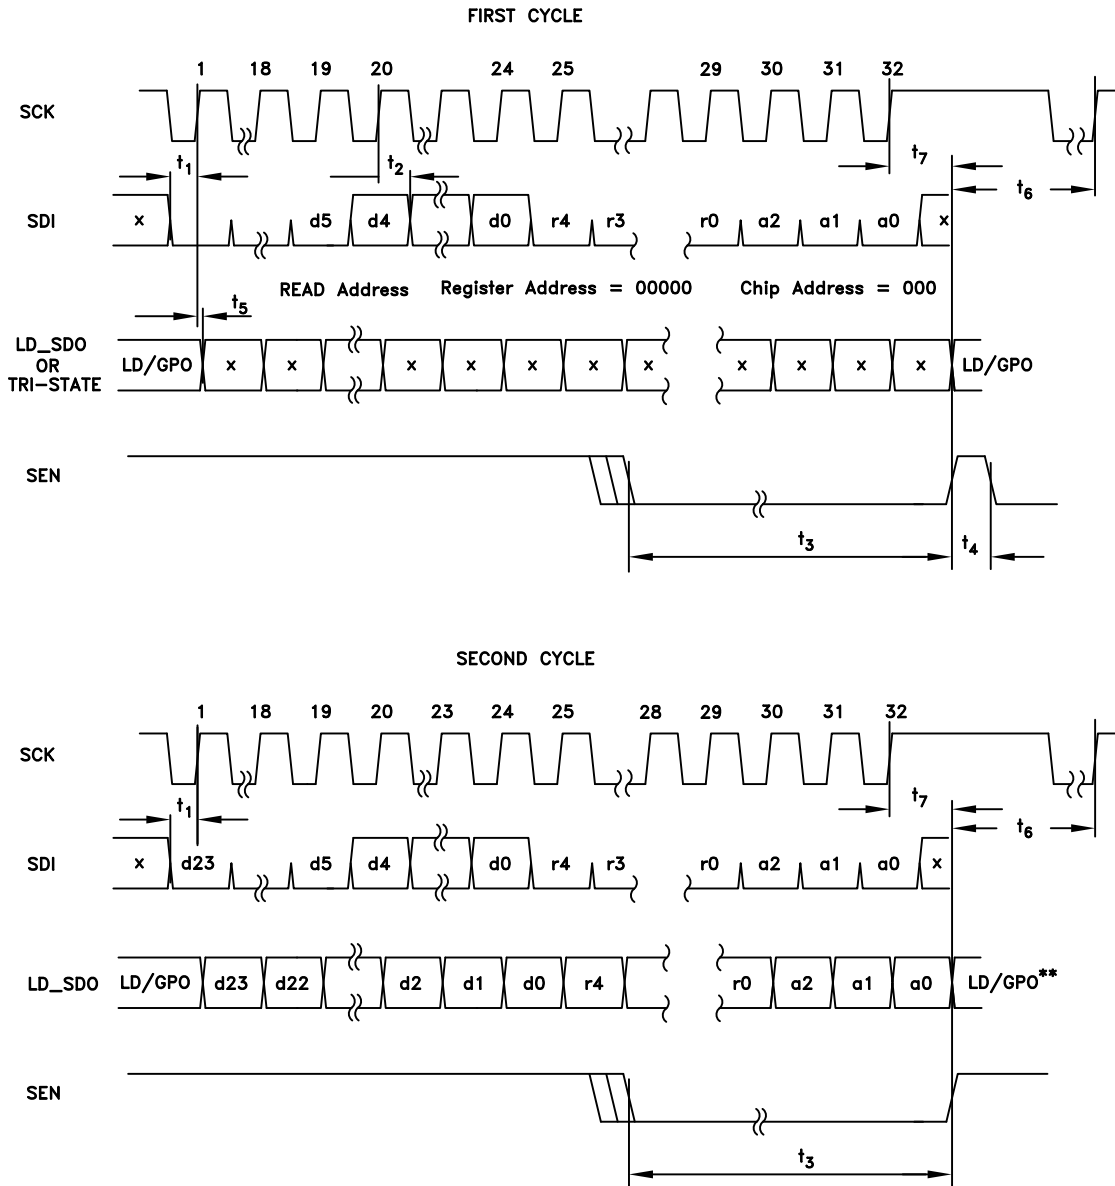 FIRST CYCLE
1 18 19 20 24 25 29 30 31 32
SCK
t1 t2 t7
t6
SDI x d5 d4 d0 r4 r3 r0 a2 a1 a0 x
READ Address Register Address = 00000 Chip Address = 000
t5
LD_SDO
OR
TRI-STATE
LD/GPO x x x x x x x x x x x LD/GPO
SEN
t3 t4
SECOND CYCLE
1 18 19 20 23 24 25 28 29 30 31 32
SCK
t1 t7
t6
SDI x d23 d5 d4 d0 r4 r3 r0 a2 a1 a0 x
LD_SDO LD/GPO d23 d22 d2 d1 d0 r4 r0 a2 a1 a0 LD/GPO**
SEN
t3